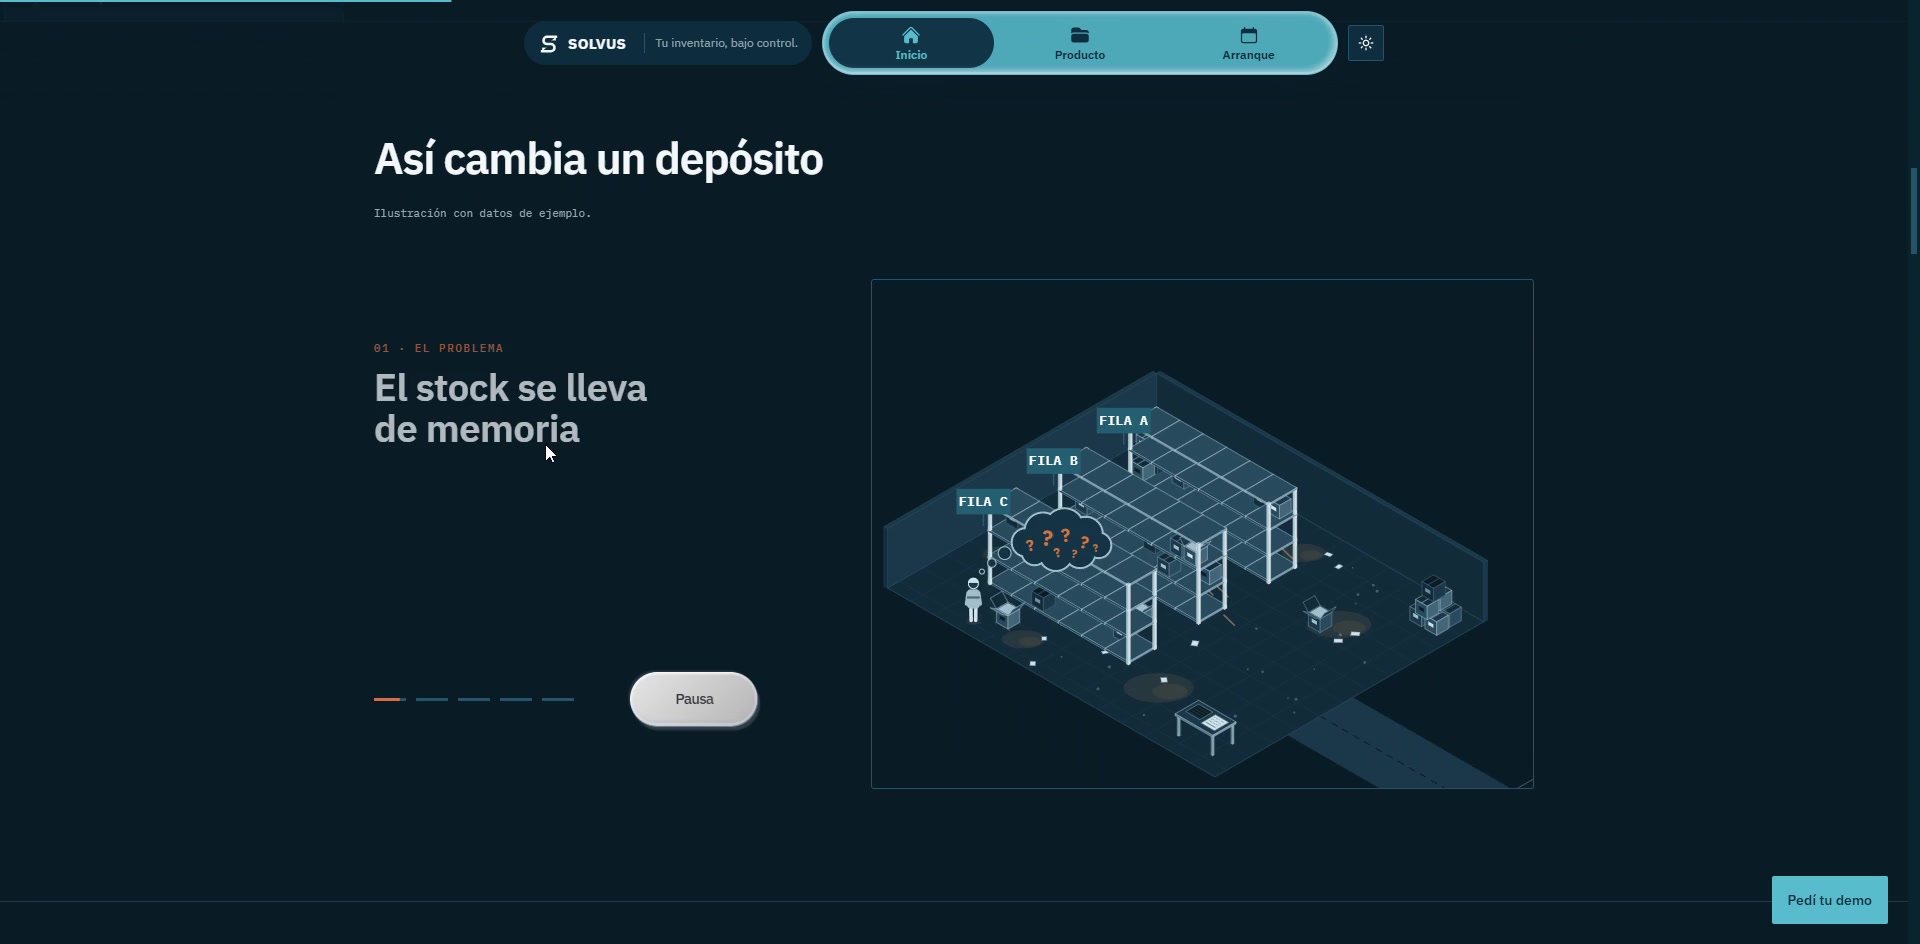 SOLVUS
Tu inventario, bajo control.
Inicio
Producto
Arranque
Así cambia un depósito
Ilustración con datos de ejemplo.
01 · EL PROBLEMA
El stock se lleva
de memoria
Pausa
FILA A
FILA B
FILA C
? ? ? ? ? ? ?
Pedí tu demo